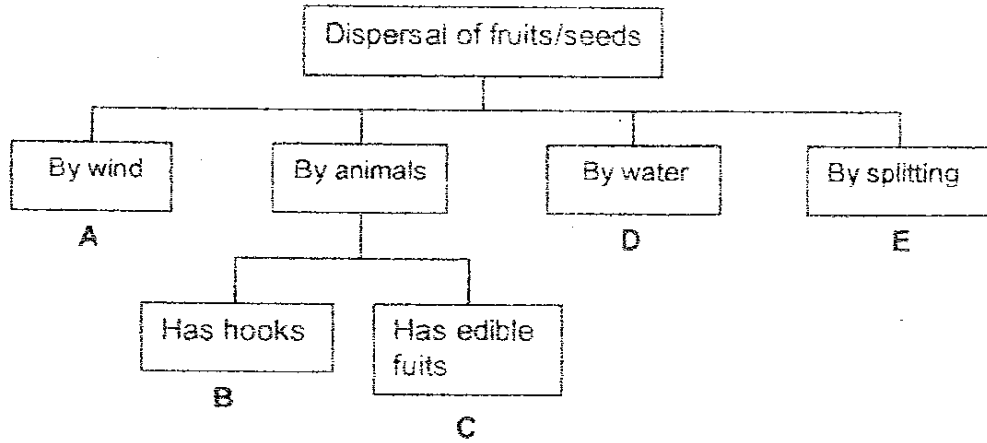 Dispersal of fruits/seeds
By wind
By animals
By water
By splitting
A
D
E
Has hooks
Has edible
fuits
B
C